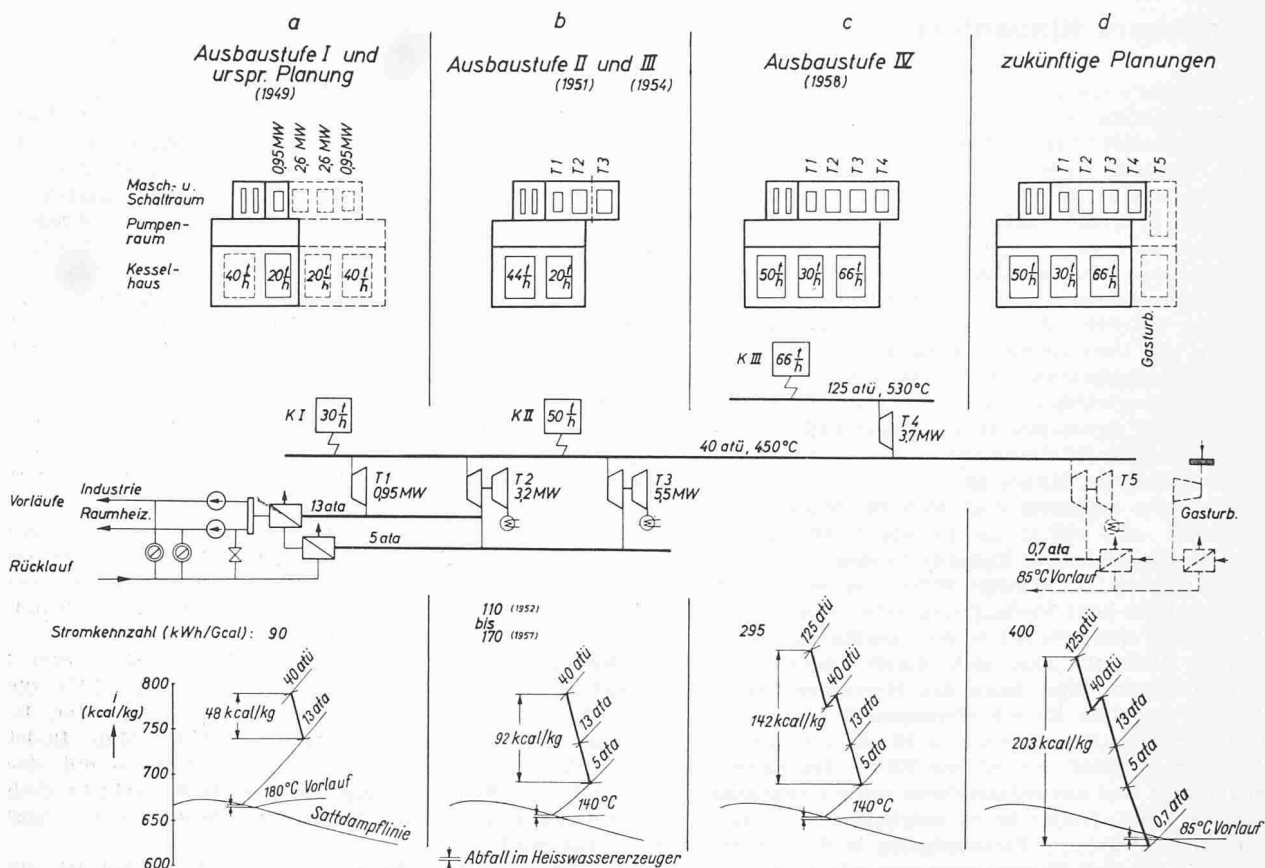 a
Ausbaustufe I und
urspr. Planung
(1949)
b
Ausbaustufe II und III
(1951) (1954)
c
Ausbaustufe IV
(1958)
d
zukünftige Planungen
0,95 MW
2,6 MW
2,6 MW
0,95 MW
Masch.- u.
Schaltraum
Pumpen-
raum
Kessel-
haus
40 t/h
20 t/h
20 t/h
40 t/h
T1
T2
T3
44 t/h
20 t/h
T1
T2
T3
T4
50 t/h
30 t/h
66 t/h
T1
T2
T3
T4
T5
50 t/h
30 t/h
66 t/h
Gasturb.
K III 66 t/h
125 atü, 530°C
T4
3,7 MW
K I 30 t/h
K II 50 t/h
40 atü, 450°C
T1
0,95 MW
T2
3,2 MW
T3
5,5 MW
T5
Gasturb.
Vorläufe
Industrie
Raumheiz.
Rücklauf
13 ata
5 ata
0,7 ata
85°C Vorlauf
Stromkennzahl (kWh/Gcal): 90
110 (1952)
bis
170 (1957)
295
400
800
i
(kcal/kg)
750
700
650
600
40 atü
48 kcal/kg
13 ata
180°C Vorlauf
Sattdampflinie
40 atü
92 kcal/kg
13 ata
5 ata
140°C
125 atü
40 atü
142 kcal/kg
13 ata
5 ata
140°C
125 atü
40 atü
13 ata
203 kcal/kg
5 ata
0,7 ata
85°C Vorlauf
Abfall im Heisswassererzeuger